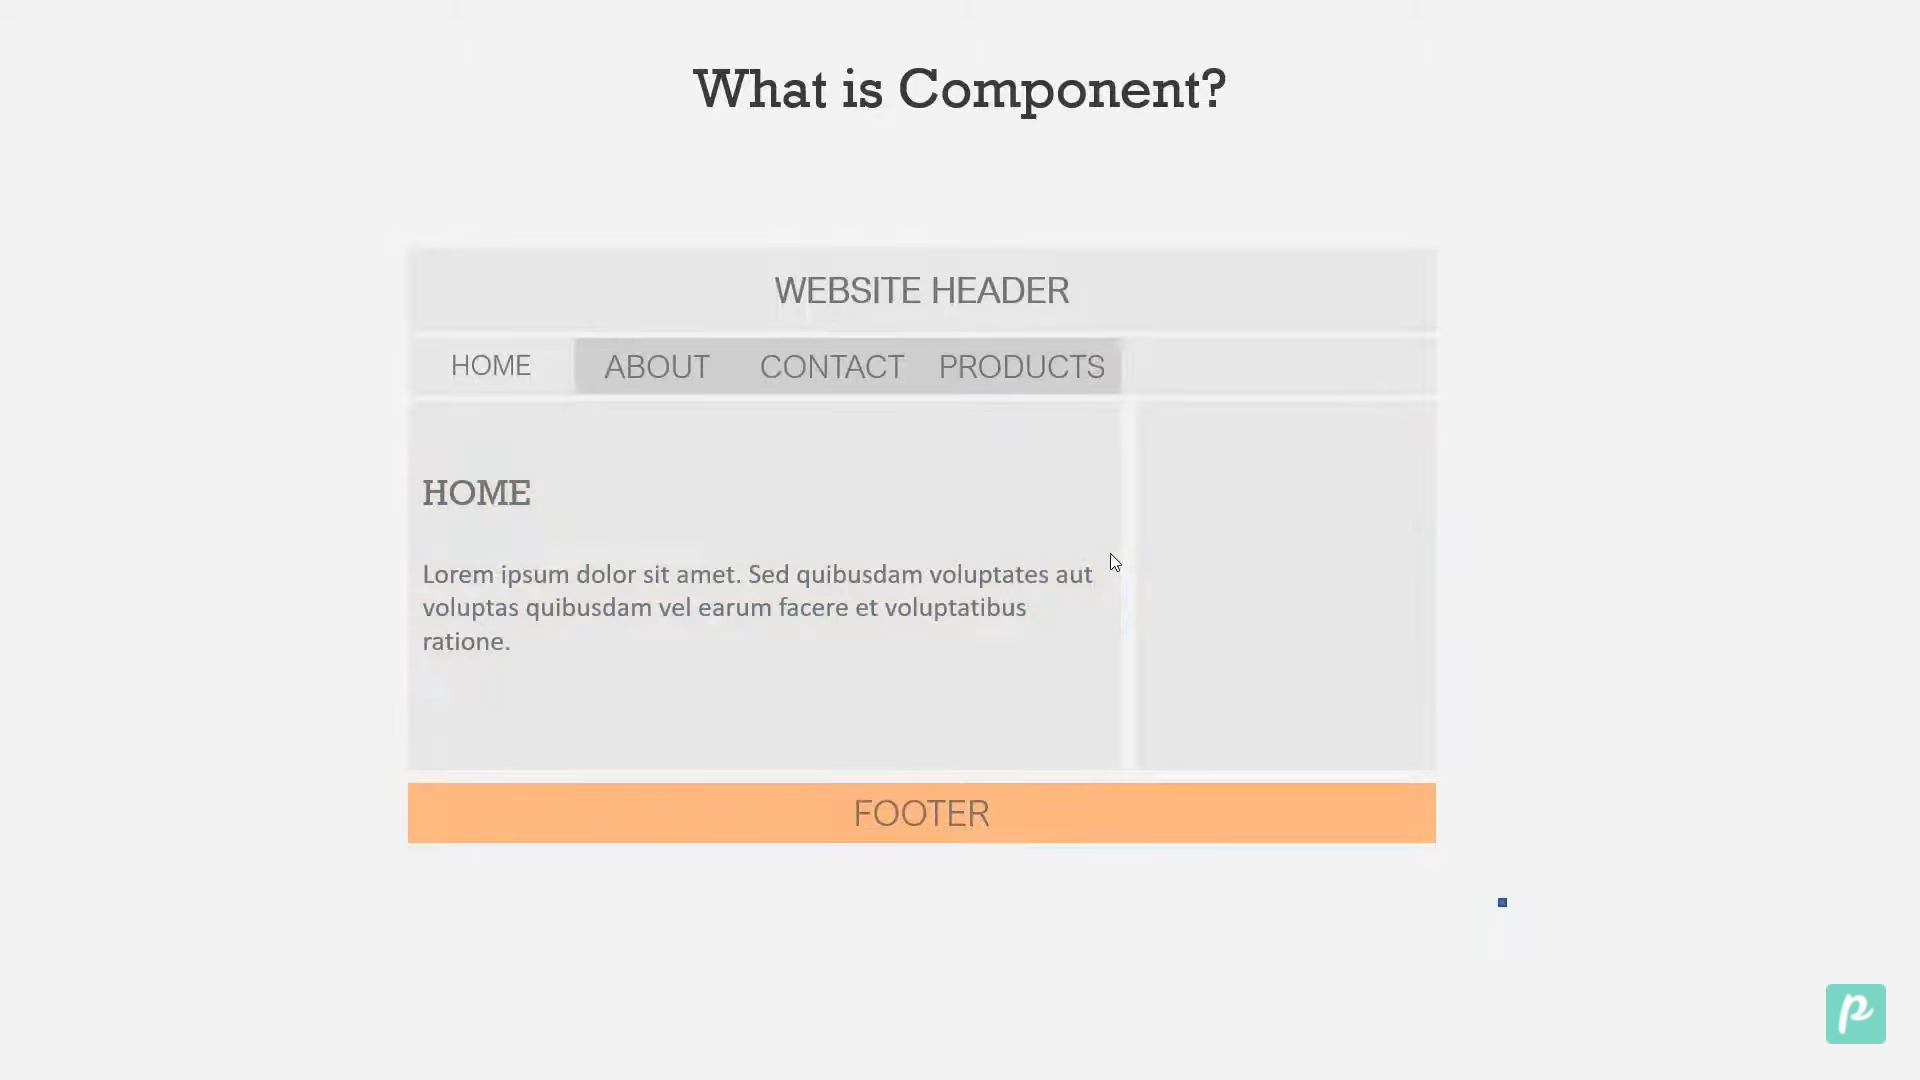 What is Component?
WEBSITE HEADER
HOME ABOUT CONTACT PRODUCTS
HOME
Lorem ipsum dolor sit amet. Sed quibusdam voluptates aut
voluptas quibusdam vel earum facere et voluptatibus
ratione.
FOOTER
p